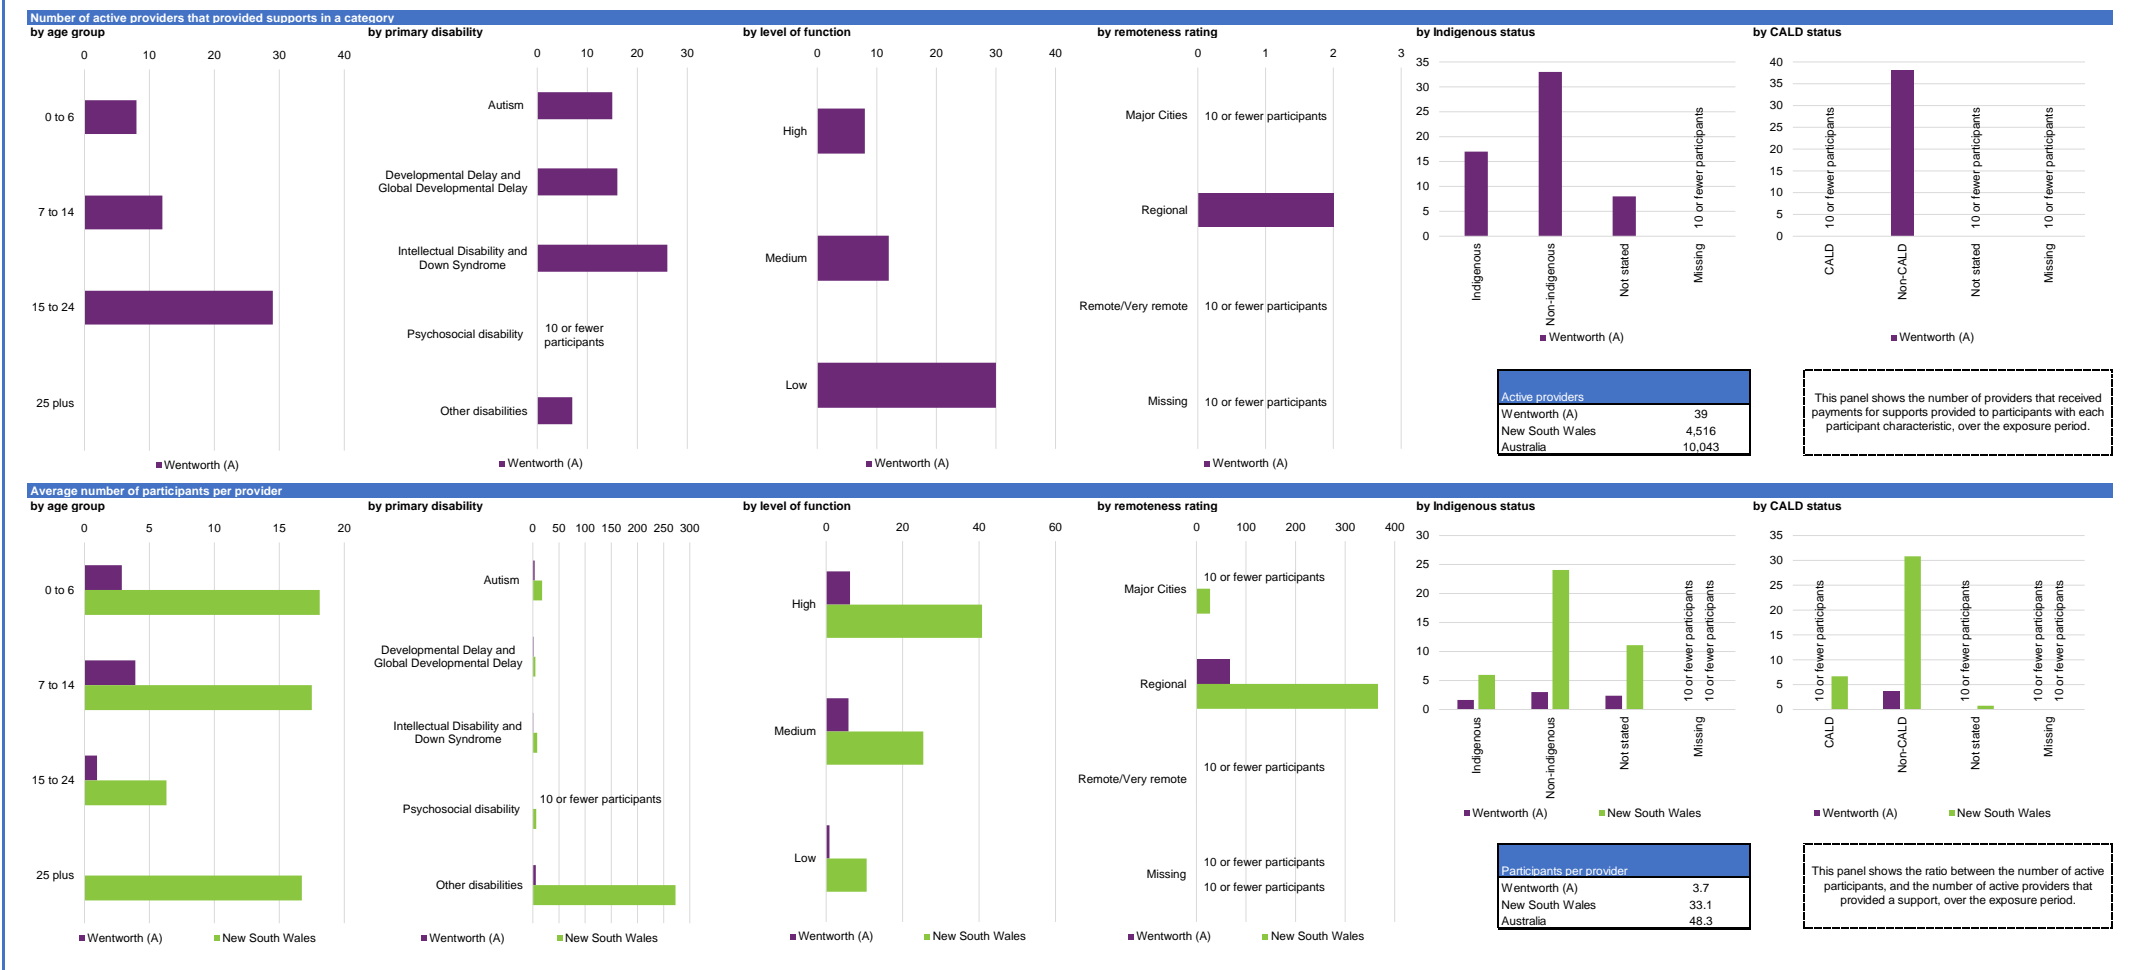 Number of active providers that provided supports in a category
by age group
0 10 20 30 40
0 to 6
7 to 14
15 to 24
25 plus
Wentworth (A)
by primary disability
0 10 20 30
Autism
Developmental Delay and
Global Developmental Delay
Intellectual Disability and
Down Syndrome
Psychosocial disability
10 or fewer
participants
Other disabilities
Wentworth (A)
by level of function
0 10 20 30 40
High
Medium
Low
Wentworth (A)
by remoteness rating
0 1 2 3
Major Cities 10 or fewer participants
Regional
Remote/Very remote 10 or fewer participants
Missing 10 or fewer participants
Wentworth (A)
by Indigenous status
35
30
25
20
15
10
5
0
10 or fewer participants
Indigenous
Non-indigenous
Not stated
Missing
Wentworth (A)
by CALD status
40
35
30
25
20
15
10
5
0
10 or fewer participants
10 or fewer participants
10 or fewer participants
CALD
Non-CALD
Not stated
Missing
Wentworth (A)
Active providers
Wentworth (A) 39
New South Wales 4,516
Australia 10,043
This panel shows the number of providers that received
payments for supports provided to participants with each
participant characteristic, over the exposure period.
Average number of participants per provider
by age group
0 5 10 15 20
0 to 6
7 to 14
15 to 24
25 plus
Wentworth (A) New South Wales
by primary disability
0 50 100 150 200 250 300
Autism
Developmental Delay and
Global Developmental Delay
Intellectual Disability and
Down Syndrome
Psychosocial disability
10 or fewer participants
Other disabilities
Wentworth (A) New South Wales
by level of function
0 20 40 60
High
Medium
Low
Wentworth (A) New South Wales
by remoteness rating
0 100 200 300 400
Major Cities
10 or fewer participants
Regional
Remote/Very remote
10 or fewer participants
Missing
10 or fewer participants
10 or fewer participants
Wentworth (A) New South Wales
by Indigenous status
30
25
20
15
10
5
0
10 or fewer participants
10 or fewer participants
Indigenous
Non-indigenous
Not stated
Missing
Wentworth (A) New South Wales
by CALD status
35
30
25
20
15
10
5
0
10 or fewer participants
10 or fewer participants
10 or fewer participants
10 or fewer participants
CALD
Non-CALD
Not stated
Missing
Wentworth (A) New South Wales
Participants per provider
Wentworth (A) 3.7
New South Wales 33.1
Australia 48.3
This panel shows the ratio between the number of active
participants, and the number of active providers that
provided a support, over the exposure period.